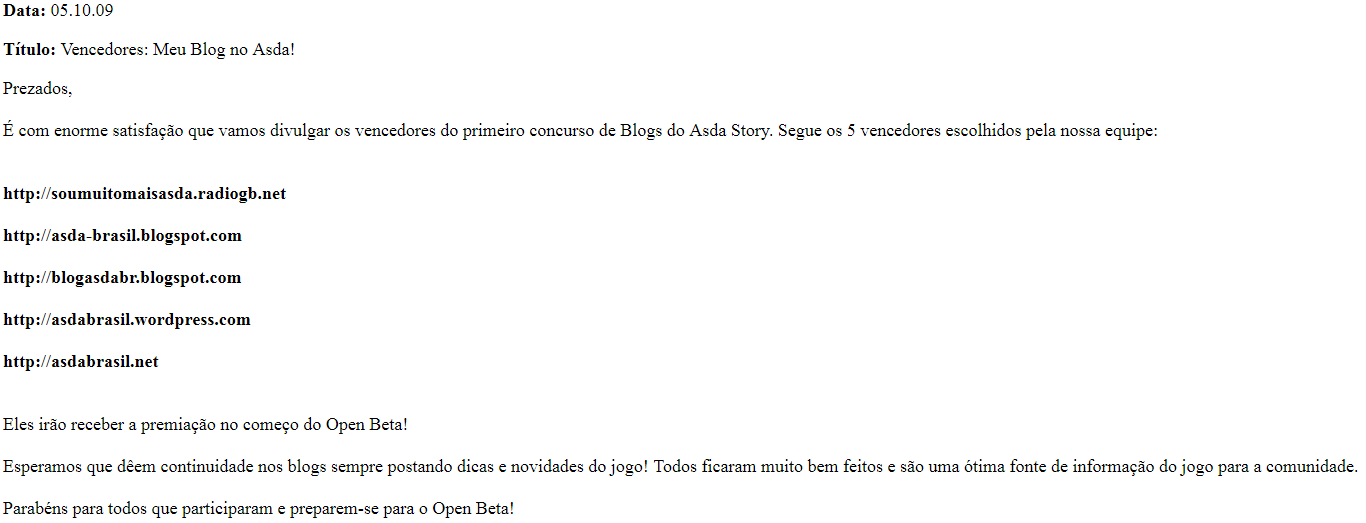 Data: 05.10.09
Título: Vencedores: Meu Blog no Asda!
Prezados,
É com enorme satisfação que vamos divulgar os vencedores do primeiro concurso de Blogs do Asda Story. Segue os 5 vencedores escolhidos pela nossa equipe:
http://soumuitomaisasda.radiogb.net
http://asda-brasil.blogspot.com
http://blogasdabr.blogspot.com
http://asdabrasil.wordpress.com
http://asdabrasil.net
Eles irão receber a premiação no começo do Open Beta!
Esperamos que dêem continuidade nos blogs sempre postando dicas e novidades do jogo! Todos ficaram muito bem feitos e são uma ótima fonte de informação do jogo para a comunidade.
Parabéns para todos que participaram e preparem-se para o Open Beta!